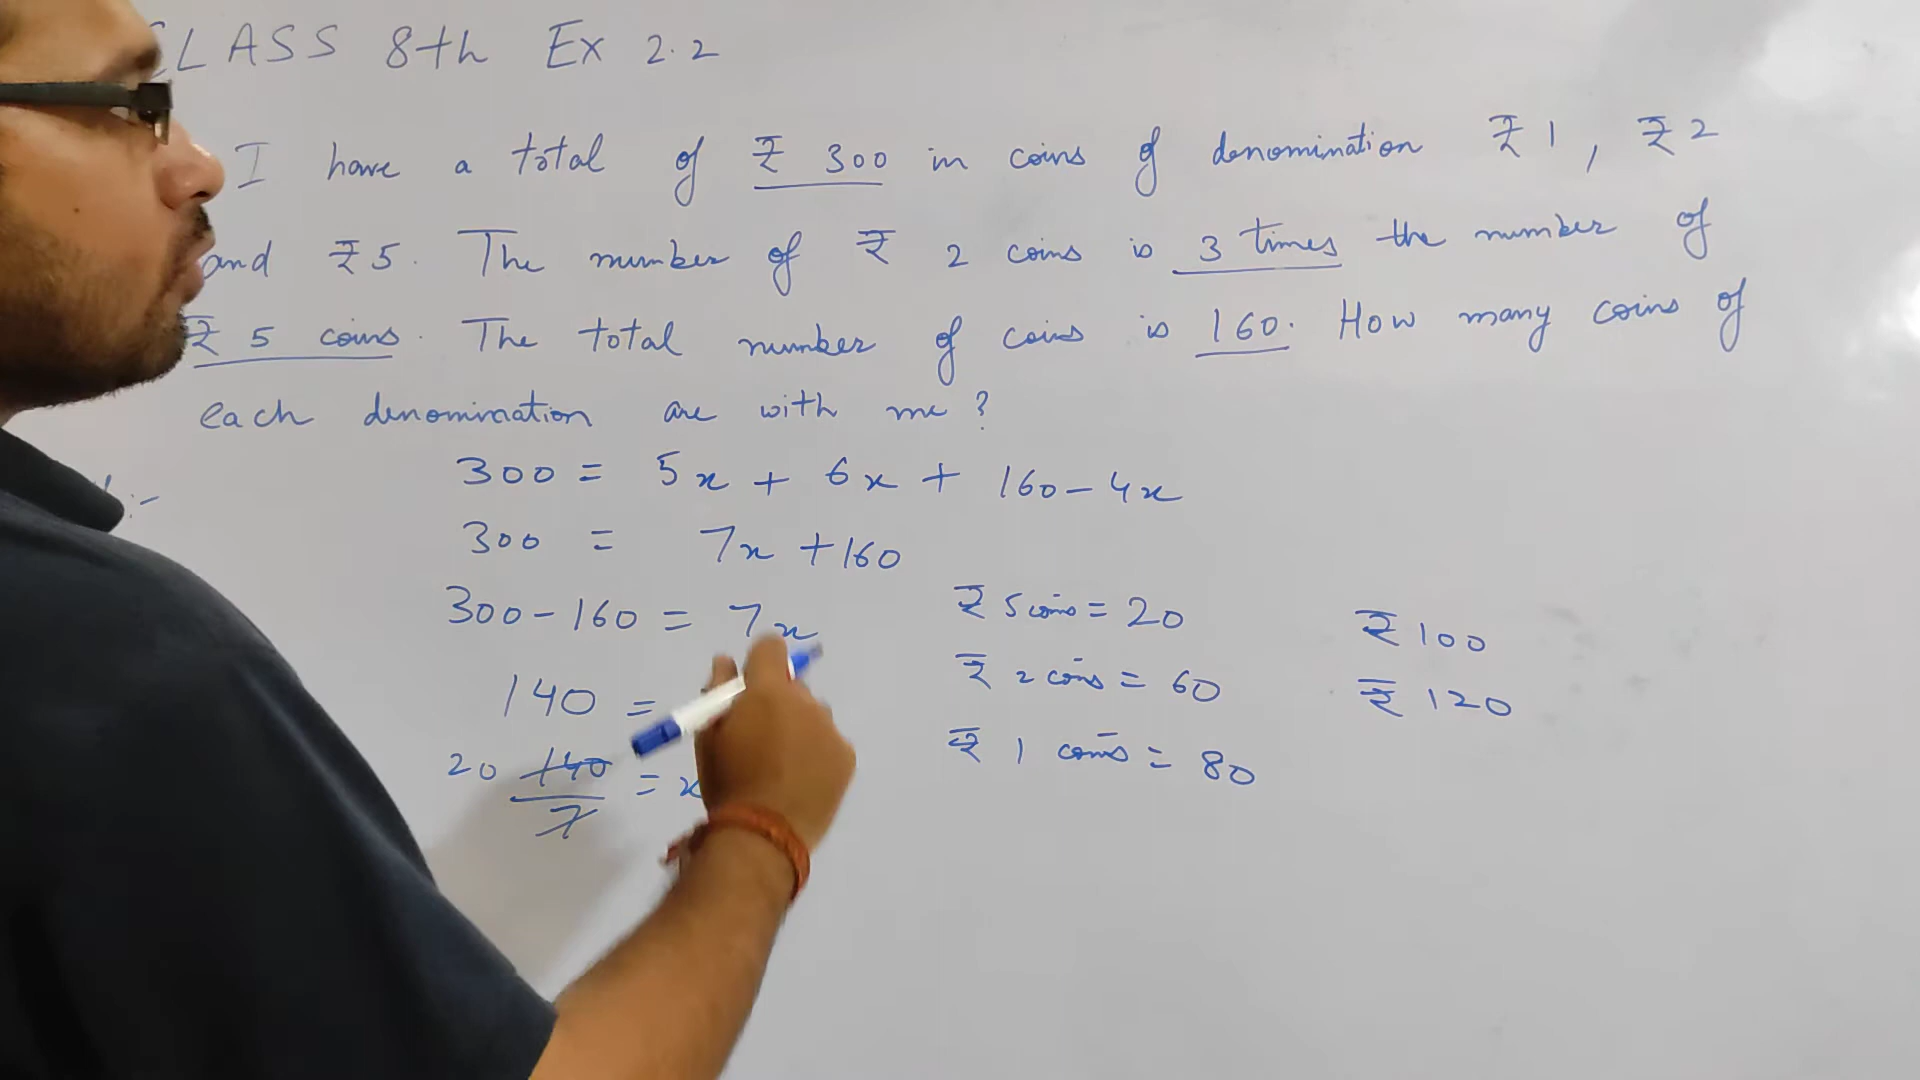 CLASS 8th Ex 2.2
I have a total of ₹ 300 in coins of denomination ₹ 1, ₹ 2
and ₹ 5. The number of ₹ 2 coins is 3 times the number of
₹ 5 coins. The total number of coins is 160. How many coins of
each denomination are with me?
300 = 5x + 6x + 160 - 4x
300 = 7x + 160
300 - 160 = 7x
140 =
20 140/7 = x
₹ 5 coins = 20 ₹ 100
₹ 2 coins = 60 ₹ 120
₹ 1 coins = 80